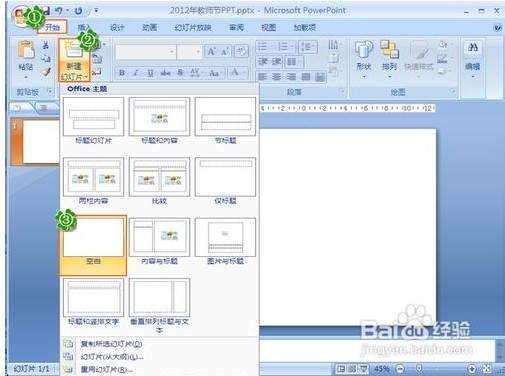 2012年教师节PPT.pptx - Microsoft PowerPoint
① 开始 插入 设计 动画 幻灯片放映 审阅 视图 加载项
②
粘贴
新建
幻灯片
形状 排列 快速样式 编辑
剪贴板 段落 绘图
Office 主题
1
标题幻灯片 标题和内容 节标题
两栏内容 比较 仅标题
③
空白 内容与标题 图片与标题
标题和竖排文字 垂直排列标题与文本
复制所选幻灯片(D)
幻灯片(从大纲)(L)...
重用幻灯片(R)...
幻灯片 1/1 45%
Baidu 经验
jingyan.baidu.com